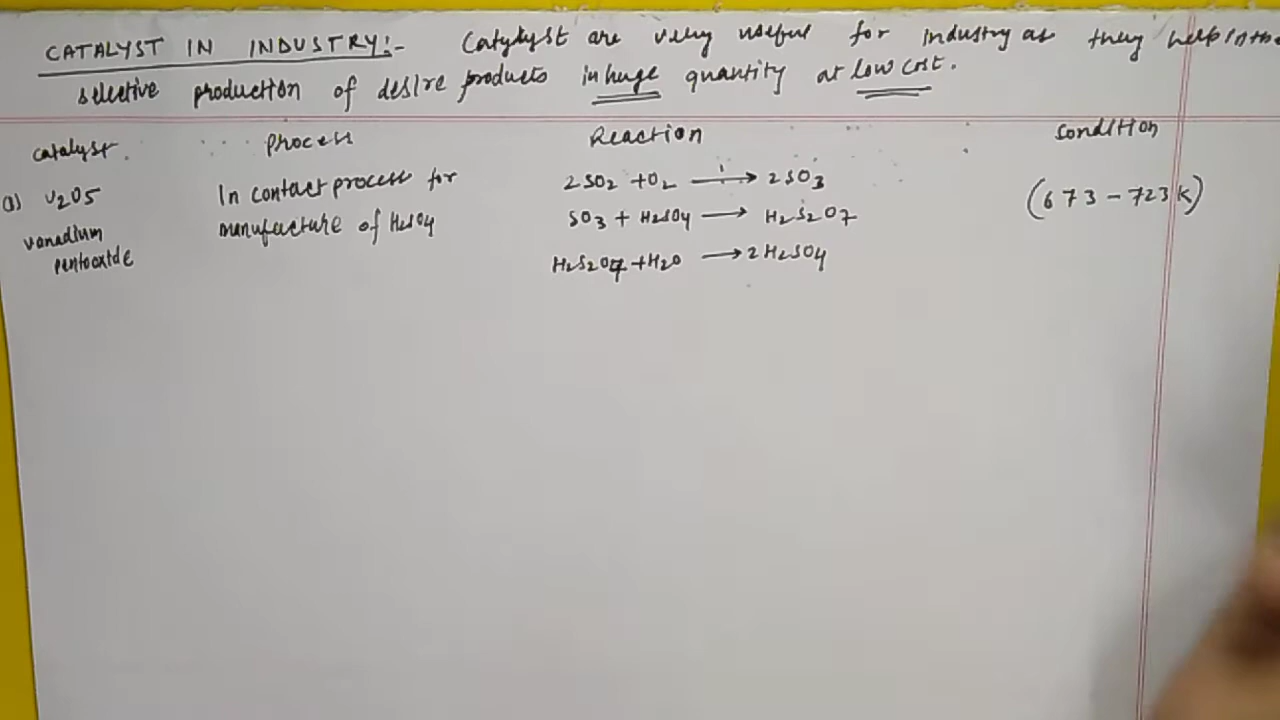 CATALYST IN INDUSTRY:- Catylyst are very useful for industry as they help in the
selective production of desire products in huge quantity at low cost.
catalyst Process Reaction Condition
(a) V2O5 In contact process for 2SO2 + O2 → 2SO3 (673 - 723 K)
manufacture of H2SO4 SO3 + H2SO4 → H2S2O7
vanadium
pentooxide H2S2O7 + H2O → 2H2SO4